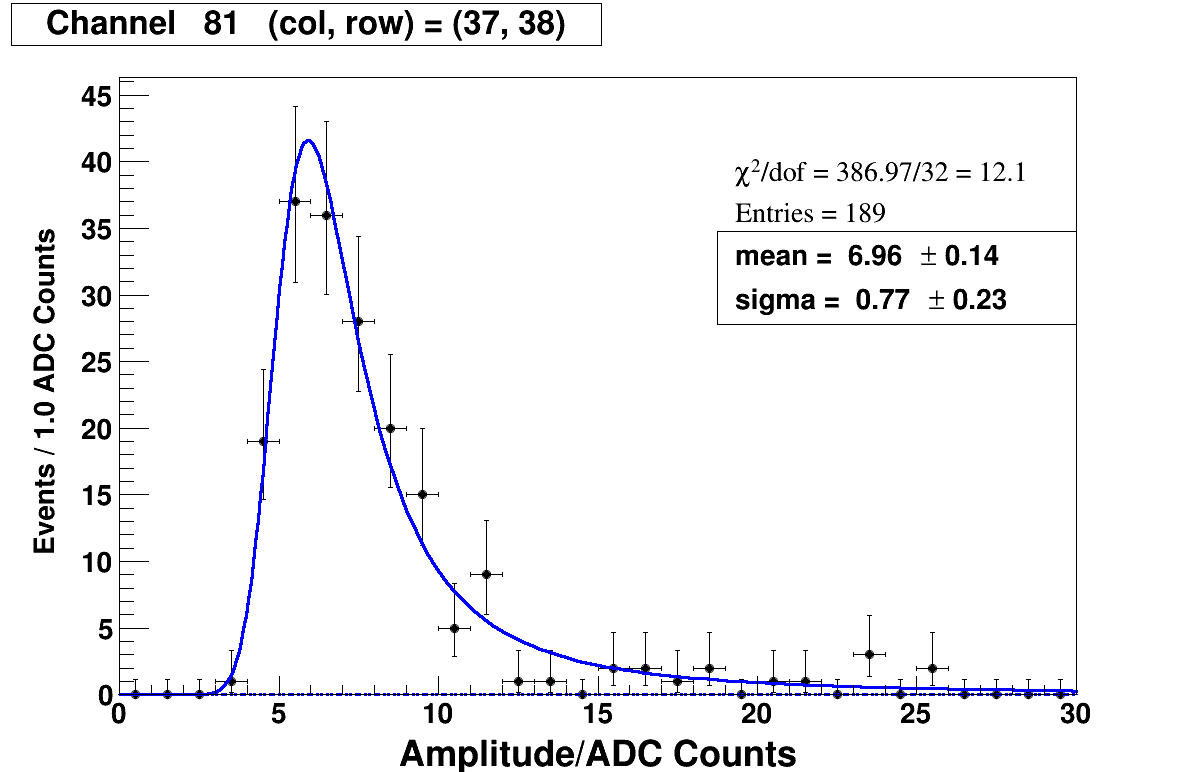 Channel 81 (col, row) = (37, 38)
45
40
35
30
25
20
15
10
5
0
Events / 1.0 ADC Counts
χ²/dof = 386.97/32 = 12.1
Entries = 189
mean = 6.96 ± 0.14
sigma = 0.77 ± 0.23
0 5 10 15 20 25 30
Amplitude/ADC Counts